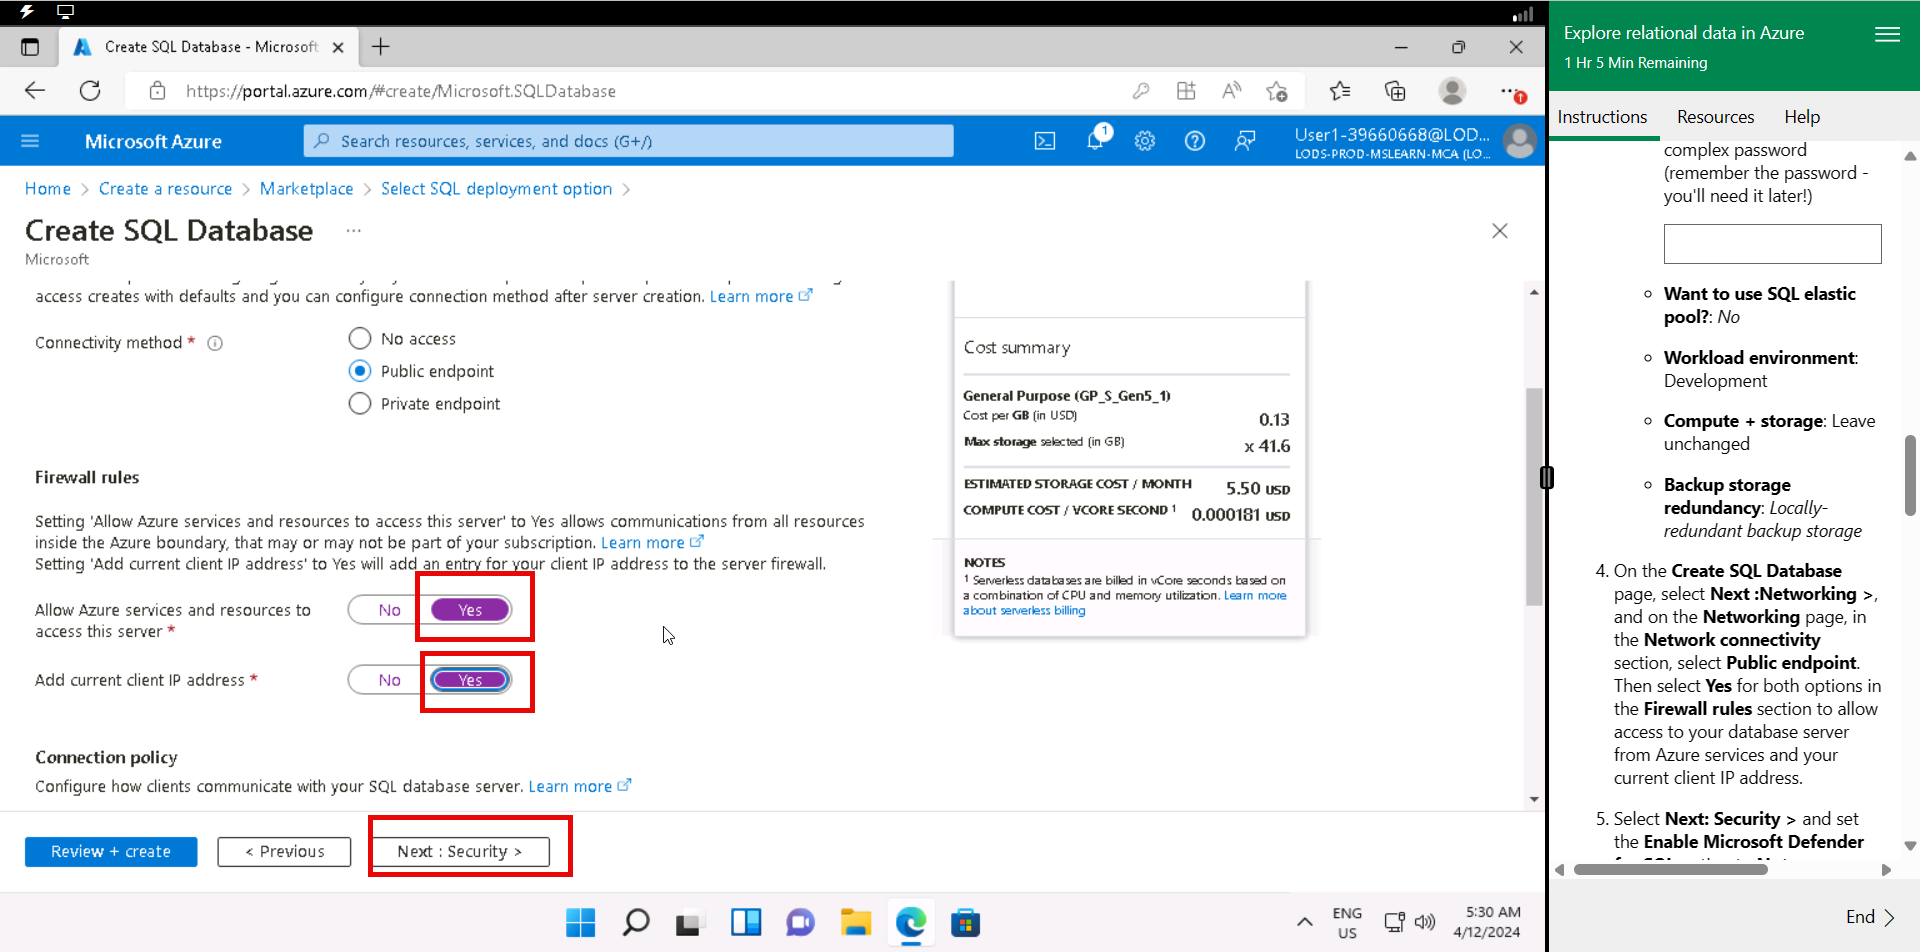 Create SQL Database - Microsoft
https://portal.azure.com/#create/Microsoft.SQLDatabase
Microsoft Azure
Search resources, services, and docs (G+/)
1
User1-39660668@LOD...
LODS-PROD-MSLEARN-MCA (LO...
Home > Create a resource > Marketplace > Select SQL deployment option >
Create SQL Database ...
Microsoft
access creates with defaults and you can configure connection method after server creation. Learn more
Connectivity method *
No access
Public endpoint
Private endpoint
Firewall rules
Setting 'Allow Azure services and resources to access this server' to Yes allows communications from all resources
inside the Azure boundary, that may or may not be part of your subscription. Learn more
Setting 'Add current client IP address' to Yes will add an entry for your client IP address to the server firewall.
Allow Azure services and resources to
access this server *
No Yes
Add current client IP address *
No Yes
Connection policy
Configure how clients communicate with your SQL database server. Learn more
Cost summary
General Purpose (GP_S_Gen5_1)
Cost per GB (in USD) 0.13
Max storage selected (in GB) x 41.6
ESTIMATED STORAGE COST / MONTH 5.50 USD
COMPUTE COST / VCORE SECOND 1 0.000181 USD
NOTES
1 Serverless databases are billed in vCore seconds based on
a combination of CPU and memory utilization. Learn more
about serverless billing
Review + create
< Previous
Next : Security >
ENG
US
5:30 AM
4/12/2024
Explore relational data in Azure
1 Hr 5 Min Remaining
Instructions Resources Help
complex password
(remember the password -
you'll need it later!)
Want to use SQL elastic
pool?: No
Workload environment:
Development
Compute + storage: Leave
unchanged
Backup storage
redundancy: Locally-
redundant backup storage
4. On the Create SQL Database
page, select Next :Networking >,
and on the Networking page, in
the Network connectivity
section, select Public endpoint.
Then select Yes for both options in
the Firewall rules section to allow
access to your database server
from Azure services and your
current client IP address.
5. Select Next: Security > and set
the Enable Microsoft Defender
End >